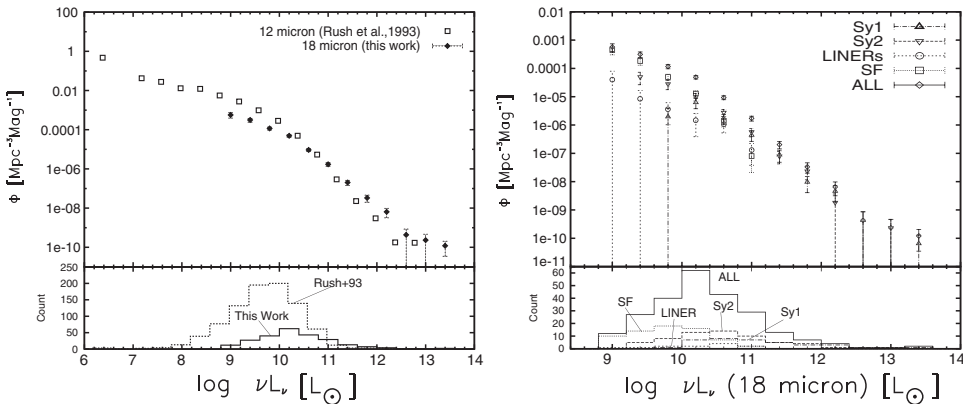 12 micron (Rush et al.,1993)
18 micron (this work)
Φ [Mpc⁻³Mag⁻¹]
100
1
0.01
0.0001
1e-06
1e-08
1e-10
Count
250
200
150
100
50
0
Rush+93
This Work
6 7 8 9 10 11 12 13 14
log νLᵥ [L⊙]
Sy1
Sy2
LINERs
SF
ALL
Φ [Mpc⁻³Mag⁻¹]
0.01
0.001
0.0001
1e-05
1e-06
1e-07
1e-08
1e-09
1e-10
1e-11
Count
60
50
40
30
20
10
0
ALL
SF
LINER
Sy2
Sy1
9 10 11 12 13 14
log νLᵥ (18 micron) [L⊙]